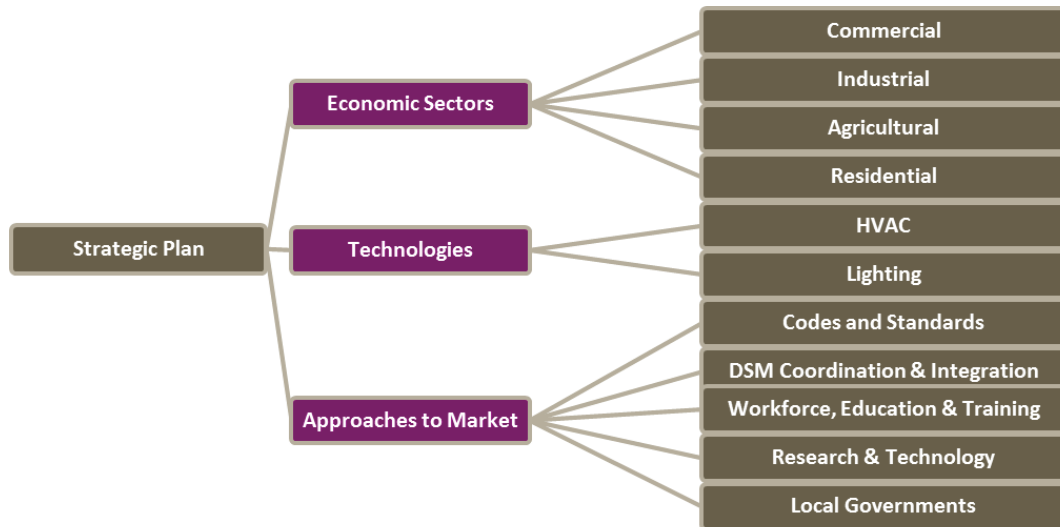 Strategic Plan
Economic Sectors
Commercial
Industrial
Agricultural
Residential
Technologies
HVAC
Lighting
Approaches to Market
Codes and Standards
DSM Coordination & Integration
Workforce, Education & Training
Research & Technology
Local Governments